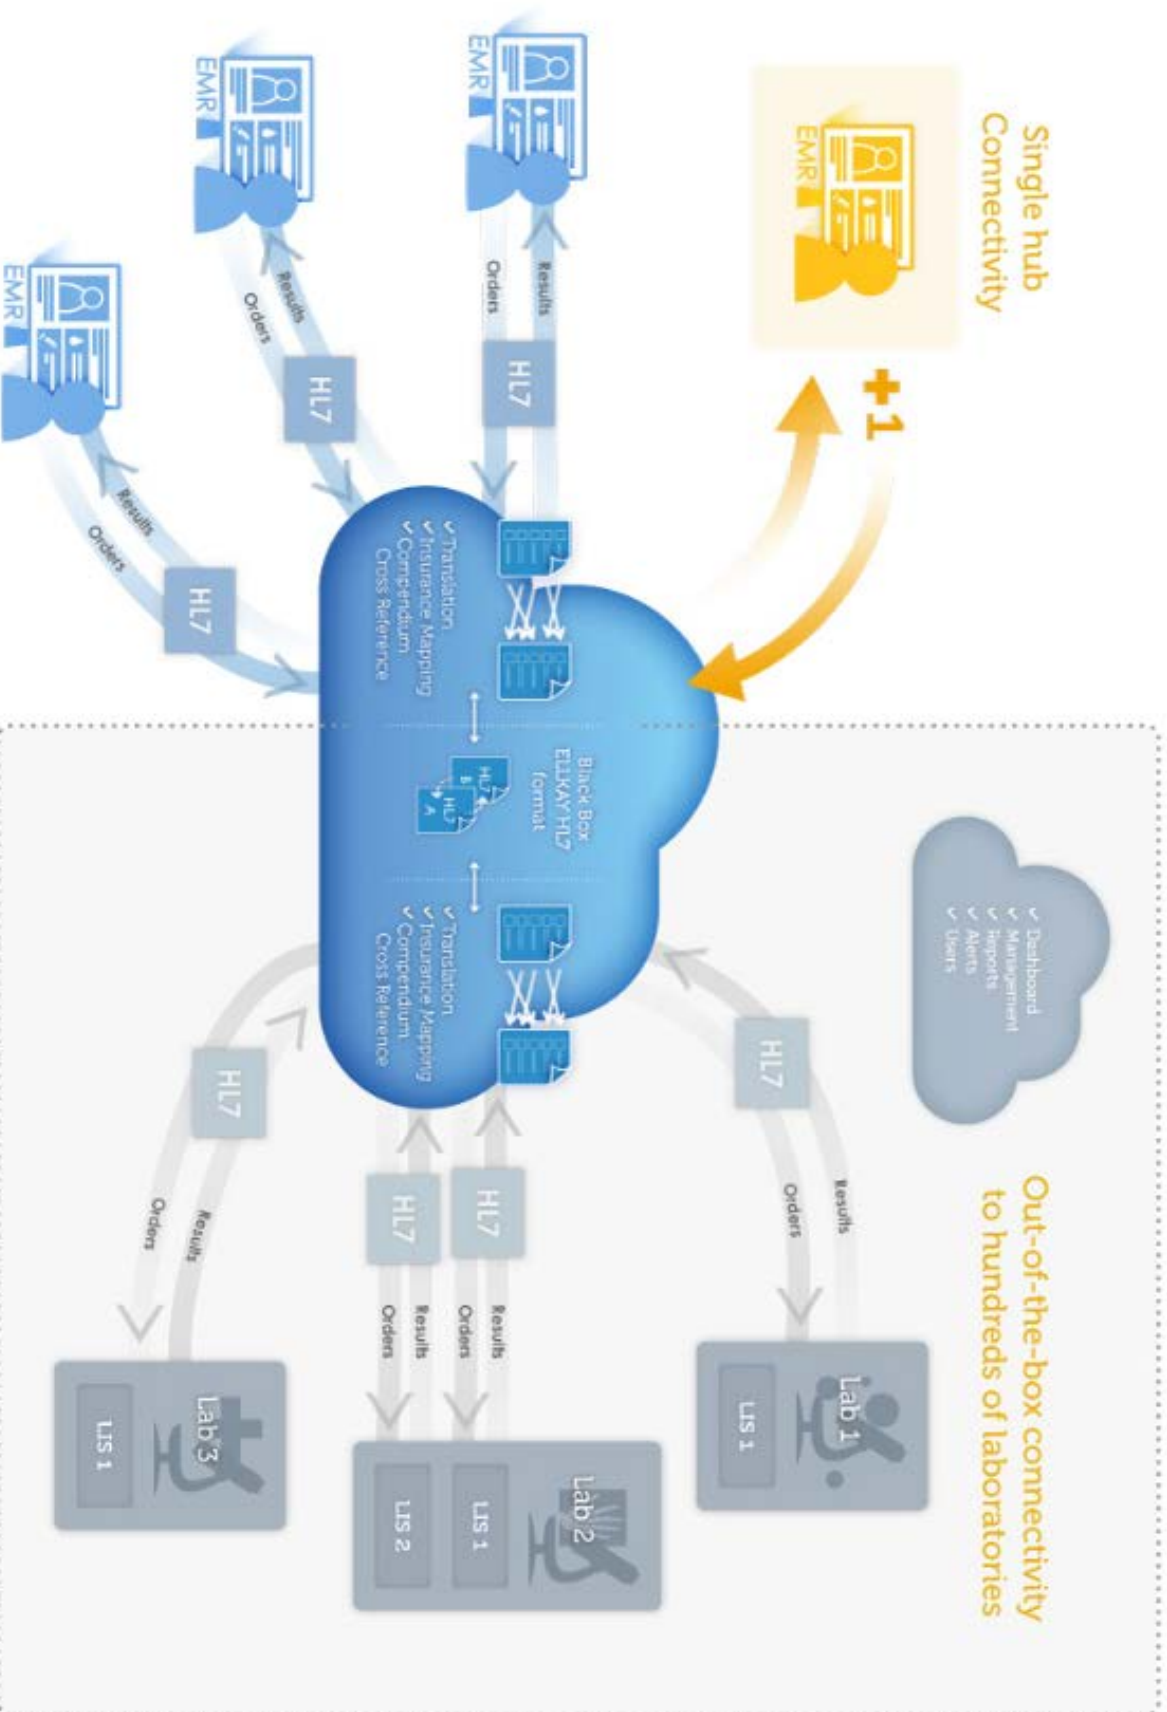 Single hub
Connectivity
+1
EMR
EMR
EMR
EMR
Results
Orders
HL7
Results
Orders
HL7
Results
Orders
HL7
✓ Translation
✓ Insurance Mapping
✓ Compendium
Cross Reference
Black Box
ELLKAY HL7
format
HL7
B
HL7
A
✓ Translation
✓ Insurance Mapping
✓ Compendium
Cross Reference
✓ Dashboard
✓ Management
✓ Reports
✓ Alerts
✓ Users
Out-of-the-box connectivity
to hundreds of laboratories
HL7
Results
Orders
Lab 1
LIS 1
HL7
Results
Orders
HL7
Results
Orders
Lab 2
LIS 1
LIS 2
HL7
Results
Orders
Lab 3
LIS 1